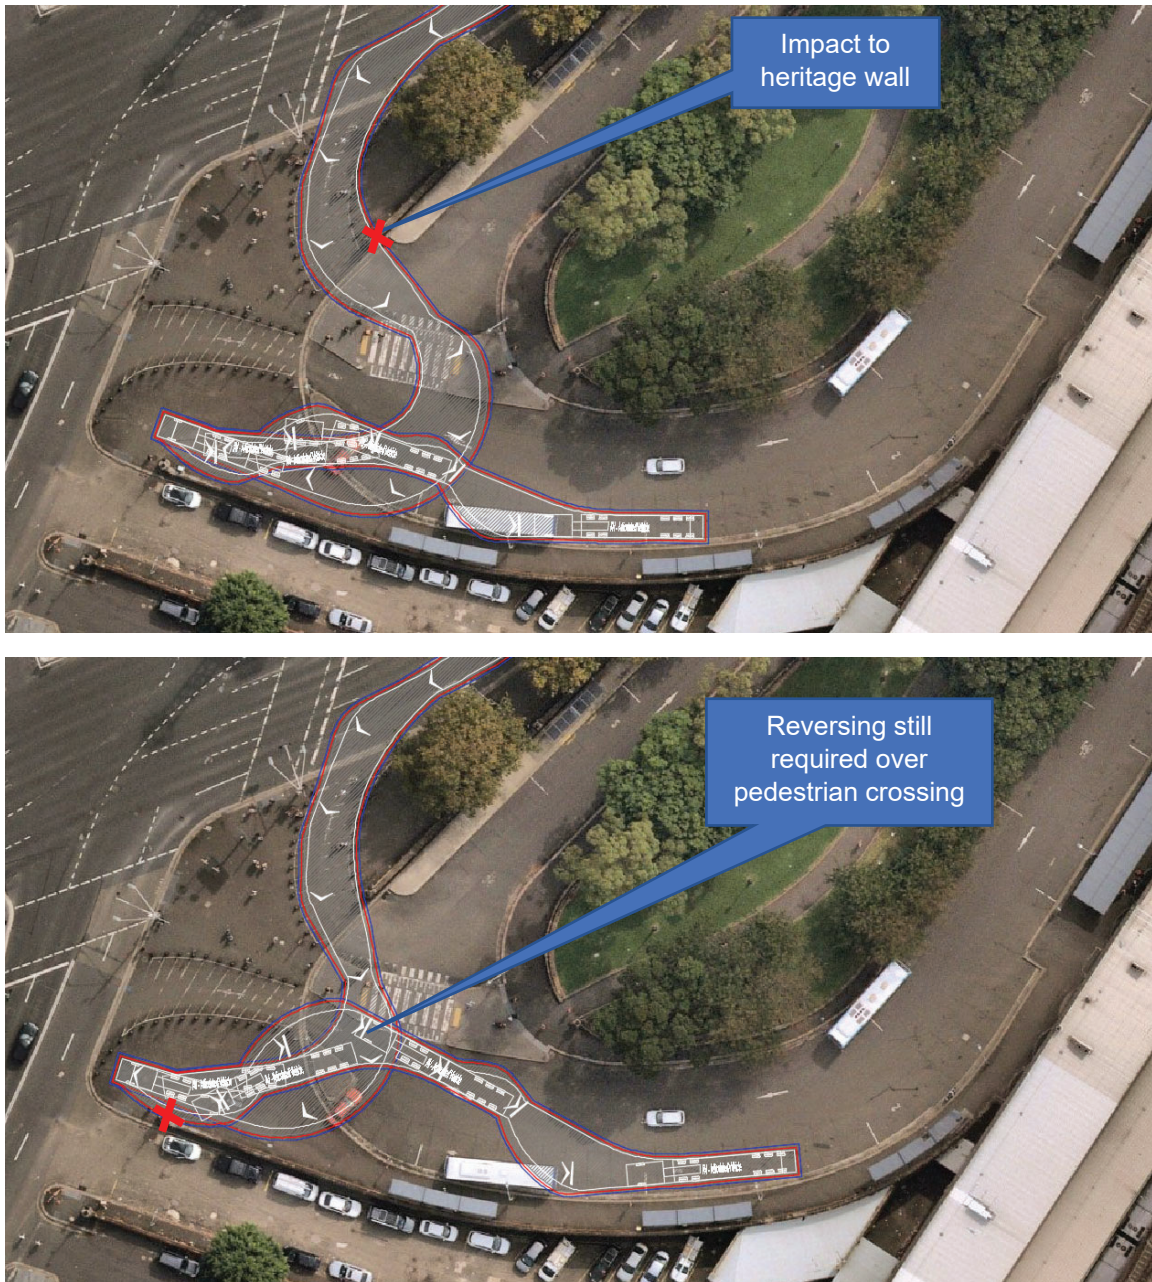 Impact to
heritage wall
Reversing still
required over
pedestrian crossing